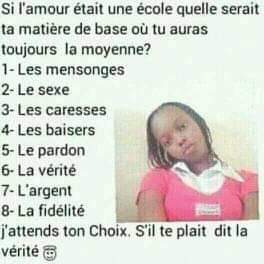 Si l'amour était une école quelle serait
ta matière de base où tu auras
toujours la moyenne?
1- Les mensonges
2- Le sexe
3- Les caresses
4- Les baisers
5- Le pardon
6- La vérité
7- L'argent
8- La fidélité
j'attends ton Choix. S'il te plait dit la
vérité 😇